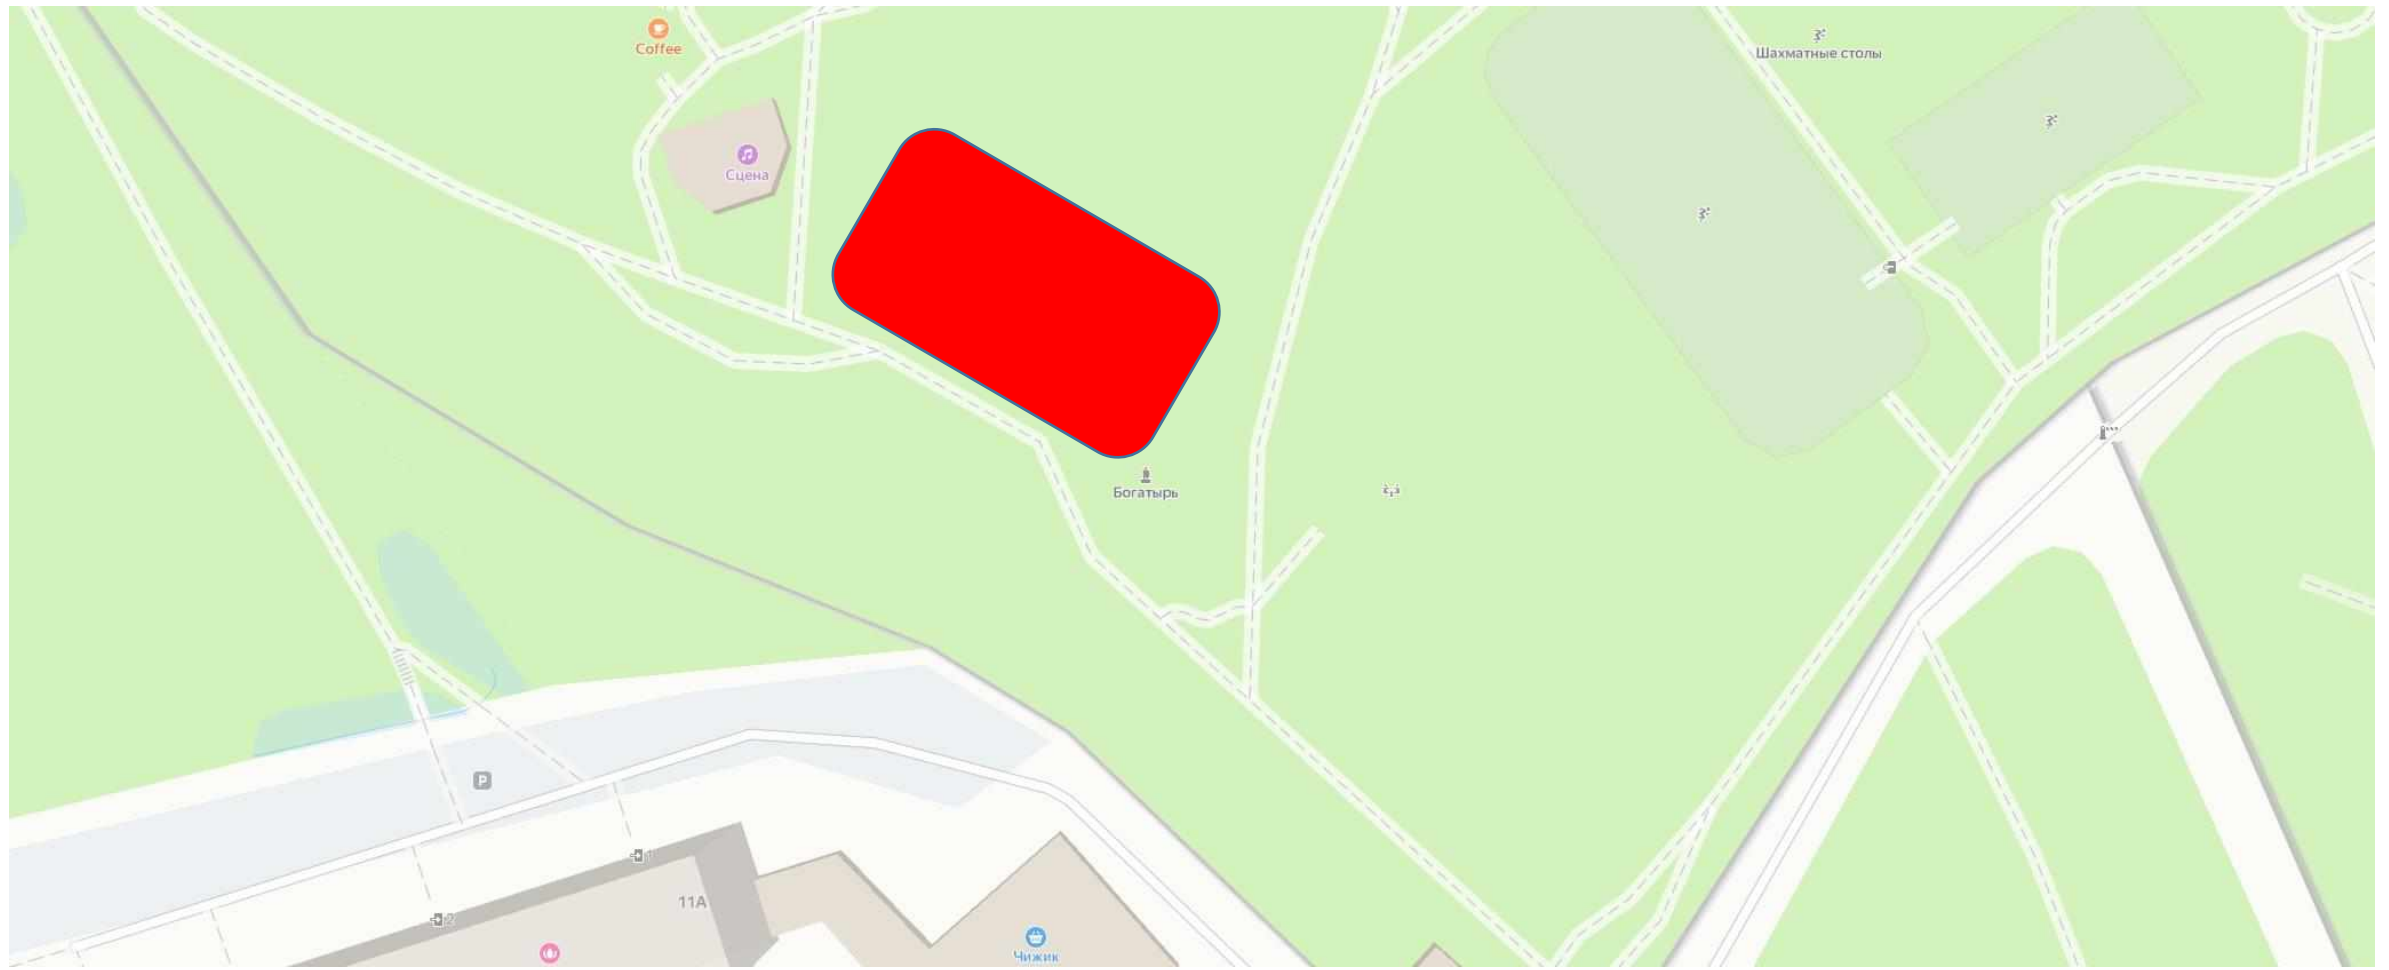 Coffee
Шахматные столы
Сцена
Богатырь
P
1
11А
2
Чижик